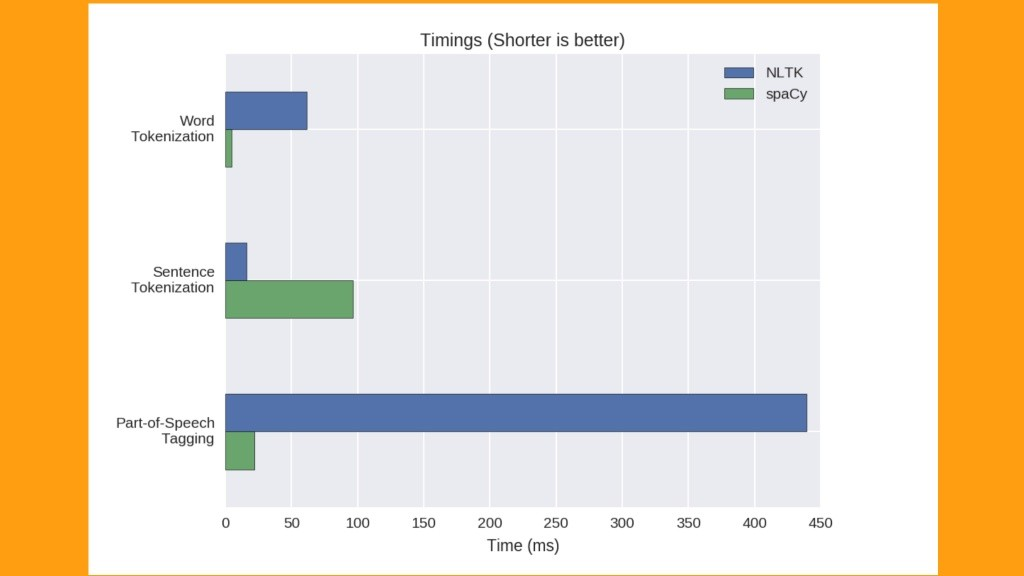 Timings (Shorter is better)
NLTK
spaCy
Word
Tokenization
Sentence
Tokenization
Part-of-Speech
Tagging
0 50 100 150 200 250 300 350 400 450
Time (ms)